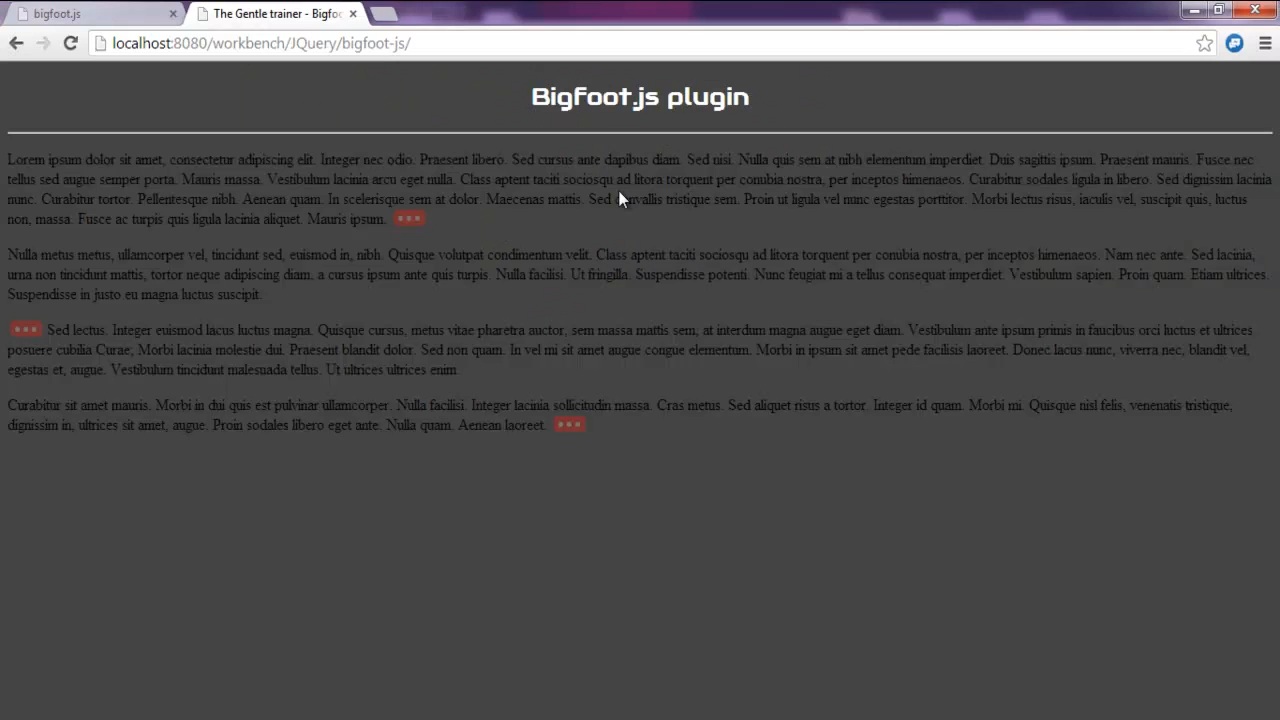 bigfoot.js
The Gentle trainer - Bigfo
localhost:8080/workbench/JQuery/bigfoot-js/
Bigfoot.js plugin
Lorem ipsum dolor sit amet, consectetur adipiscing elit. Integer nec odio. Praesent libero. Sed cursus ante dapibus diam. Sed nisi. Nulla quis sem at nibh elementum imperdiet. Duis sagittis ipsum. Praesent mauris. Fusce nec
tellus sed augue semper porta. Mauris massa. Vestibulum lacinia arcu eget nulla. Class aptent taciti sociosqu ad litora torquent per conubia nostra, per inceptos himenaeos. Curabitur sodales ligula in libero. Sed dignissim lacinia
nunc. Curabitur tortor. Pellentesque nibh. Aenean quam. In scelerisque sem at dolor. Maecenas mattis. Sed convallis tristique sem. Proin ut ligula vel nunc egestas porttitor. Morbi lectus risus, iaculis vel, suscipit quis, luctus
non, massa. Fusce ac turpis quis ligula lacinia aliquet. Mauris ipsum.
Nulla metus metus, ullamcorper vel, tincidunt sed, euismod in, nibh. Quisque volutpat condimentum velit. Class aptent taciti sociosqu ad litora torquent per conubia nostra, per inceptos himenaeos. Nam nec ante. Sed lacinia,
urna non tincidunt mattis, tortor neque adipiscing diam, a cursus ipsum ante quis turpis. Nulla facilisi. Ut fringilla. Suspendisse potenti. Nunc feugiat mi a tellus consequat imperdiet. Vestibulum sapien. Proin quam. Etiam ultrices.
Suspendisse in justo eu magna luctus suscipit.
Sed lectus. Integer euismod lacus luctus magna. Quisque cursus, metus vitae pharetra auctor, sem massa mattis sem, at interdum magna augue eget diam. Vestibulum ante ipsum primis in faucibus orci luctus et ultrices
posuere cubilia Curae; Morbi lacinia molestie dui. Praesent blandit dolor. Sed non quam. In vel mi sit amet augue congue elementum. Morbi in ipsum sit amet pede facilisis laoreet. Donec lacus nunc, viverra nec, blandit vel,
egestas et, augue. Vestibulum tincidunt malesuada tellus. Ut ultrices ultrices enim.
Curabitur sit amet mauris. Morbi in dui quis est pulvinar ullamcorper. Nulla facilisi. Integer lacinia sollicitudin massa. Cras metus. Sed aliquet risus a tortor. Integer id quam. Morbi mi. Quisque nisl felis, venenatis tristique,
dignissim in, ultrices sit amet, augue. Proin sodales libero eget ante. Nulla quam. Aenean laoreet.